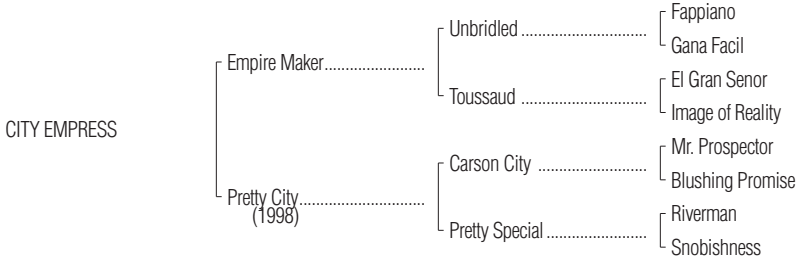 Fappiano
Unbridled
Gana Facil
Empire Maker
El Gran Senor
Toussaud
Image of Reality
CITY EMPRESS
Mr. Prospector
Carson City
Blushing Promise
Pretty City
(1998)
Riverman
Pretty Special
Snobishness